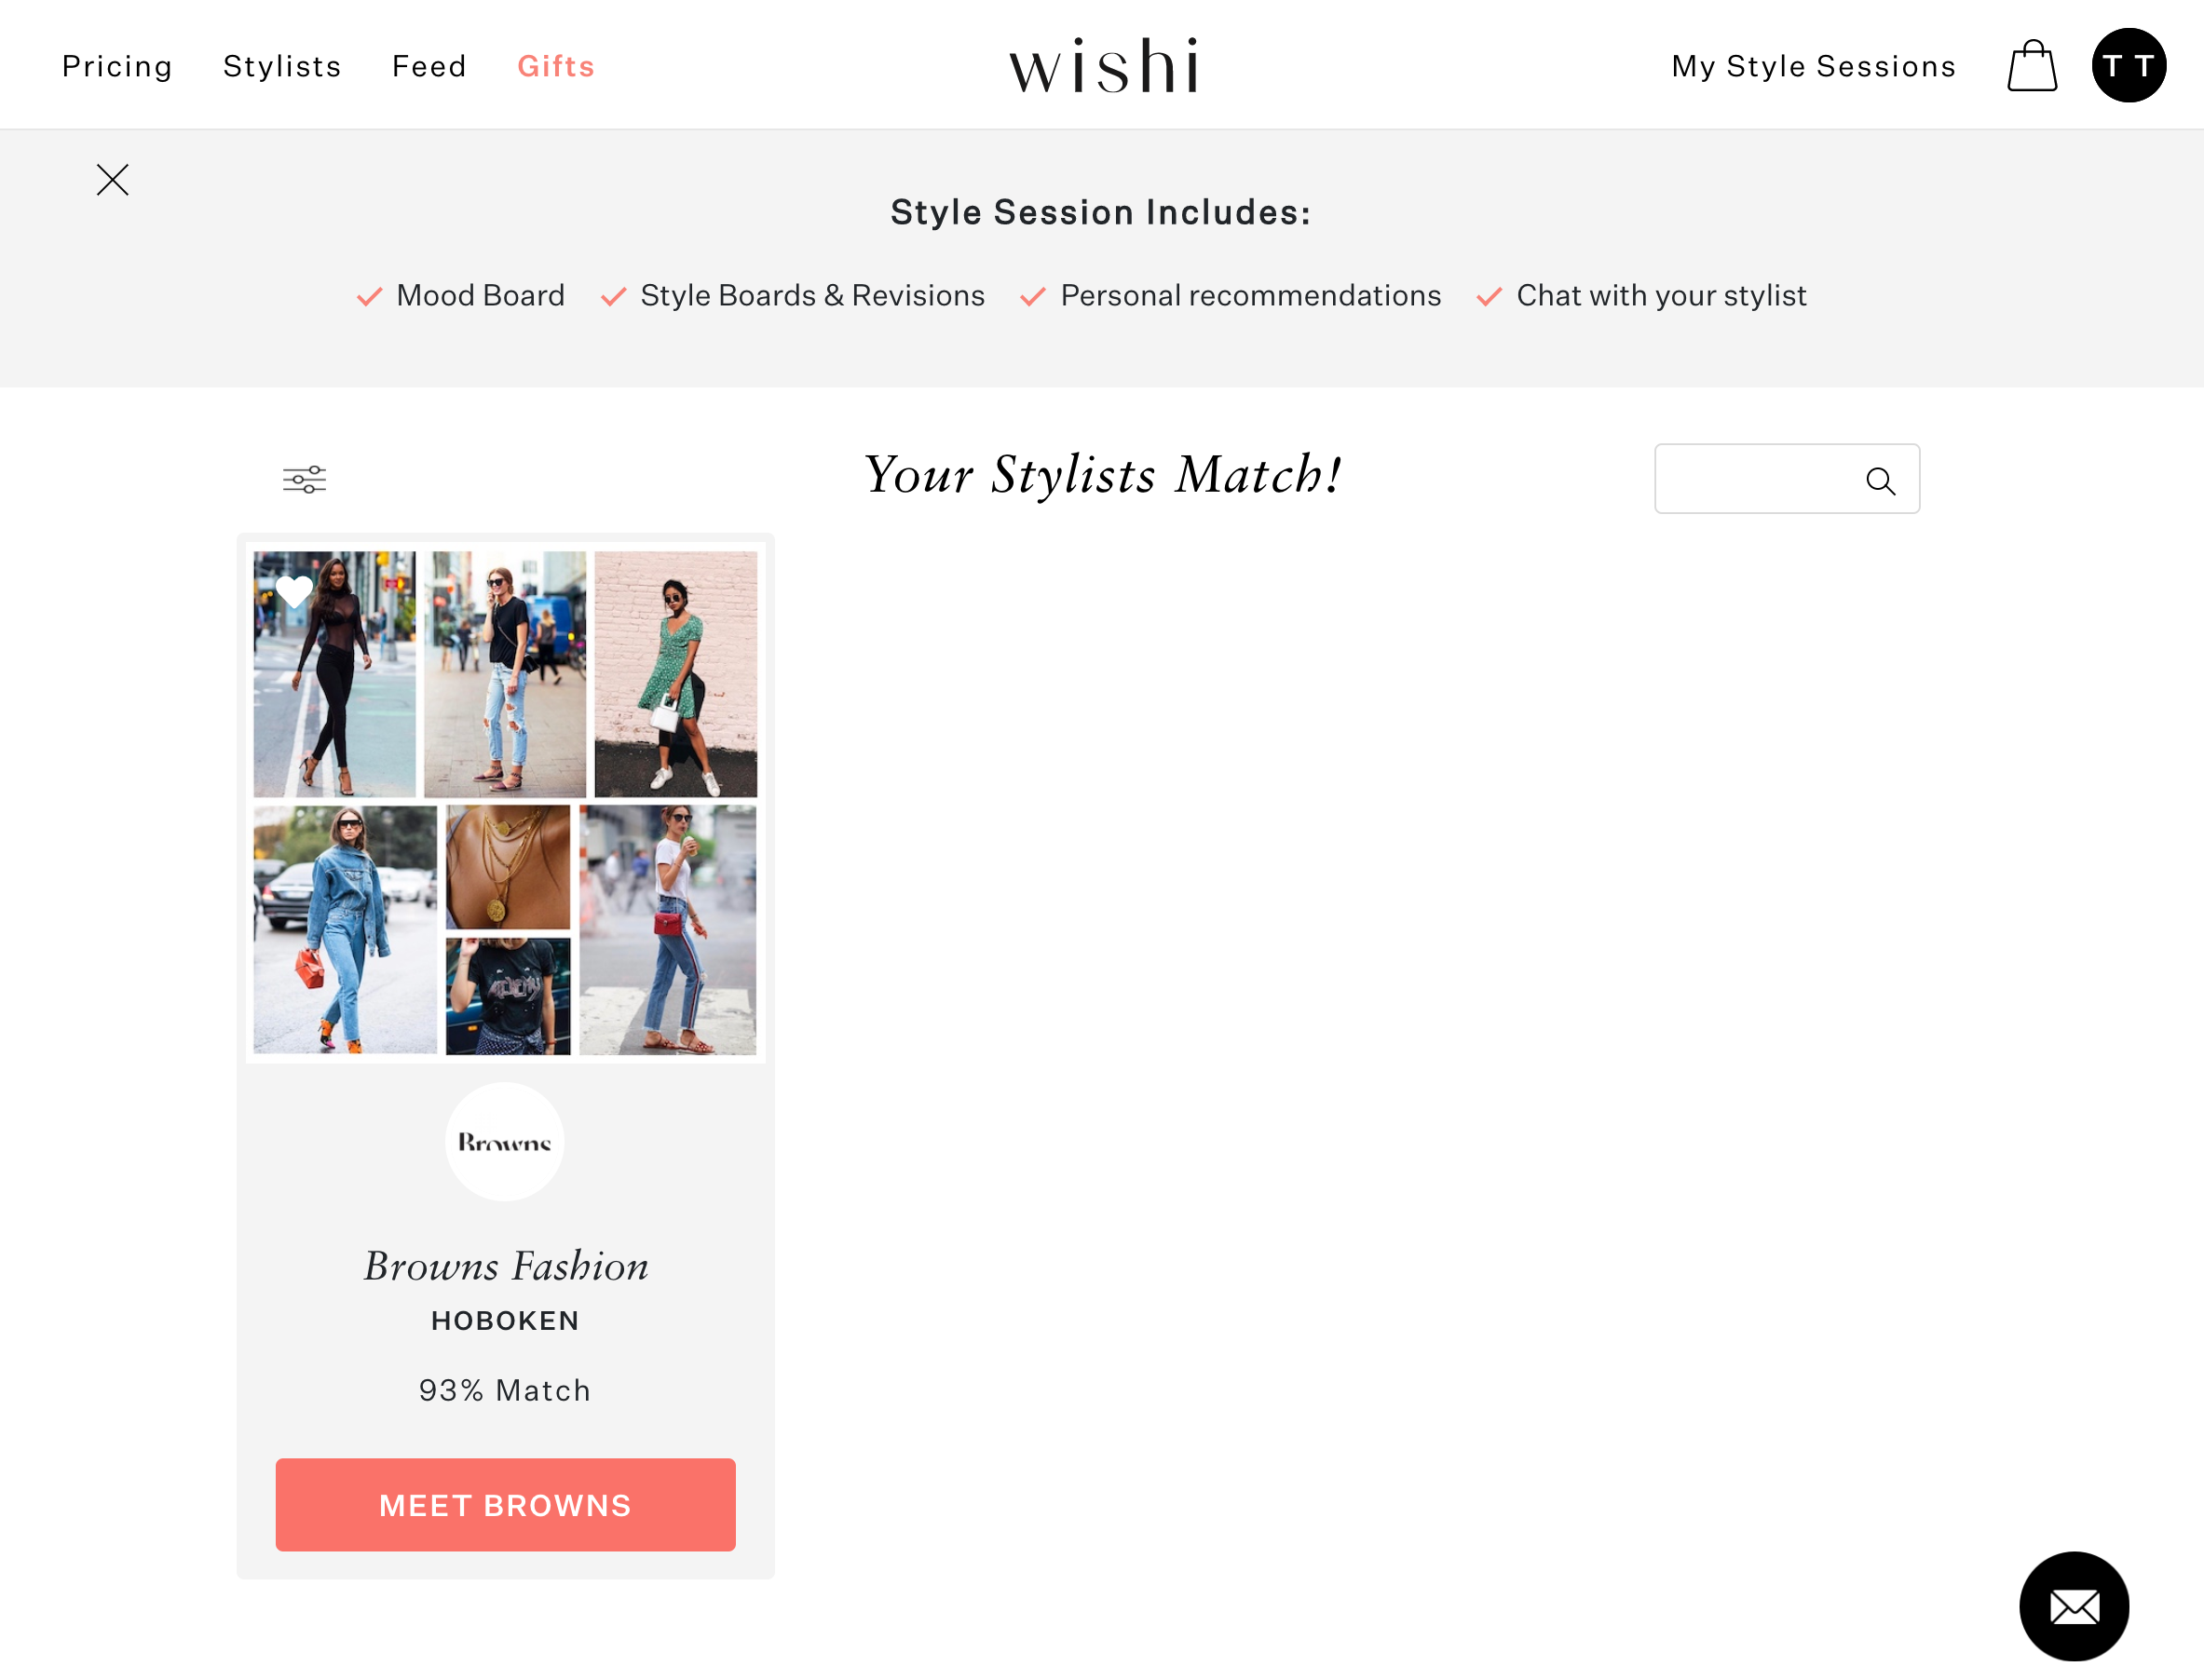 Pricing Stylists Feed Gifts wishi My Style Sessions TT
Style Session Includes:
Mood Board Style Boards & Revisions Personal recommendations Chat with your stylist
Your Stylists Match!
Browns
Browns Fashion
HOBOKEN
93% Match
MEET BROWNS